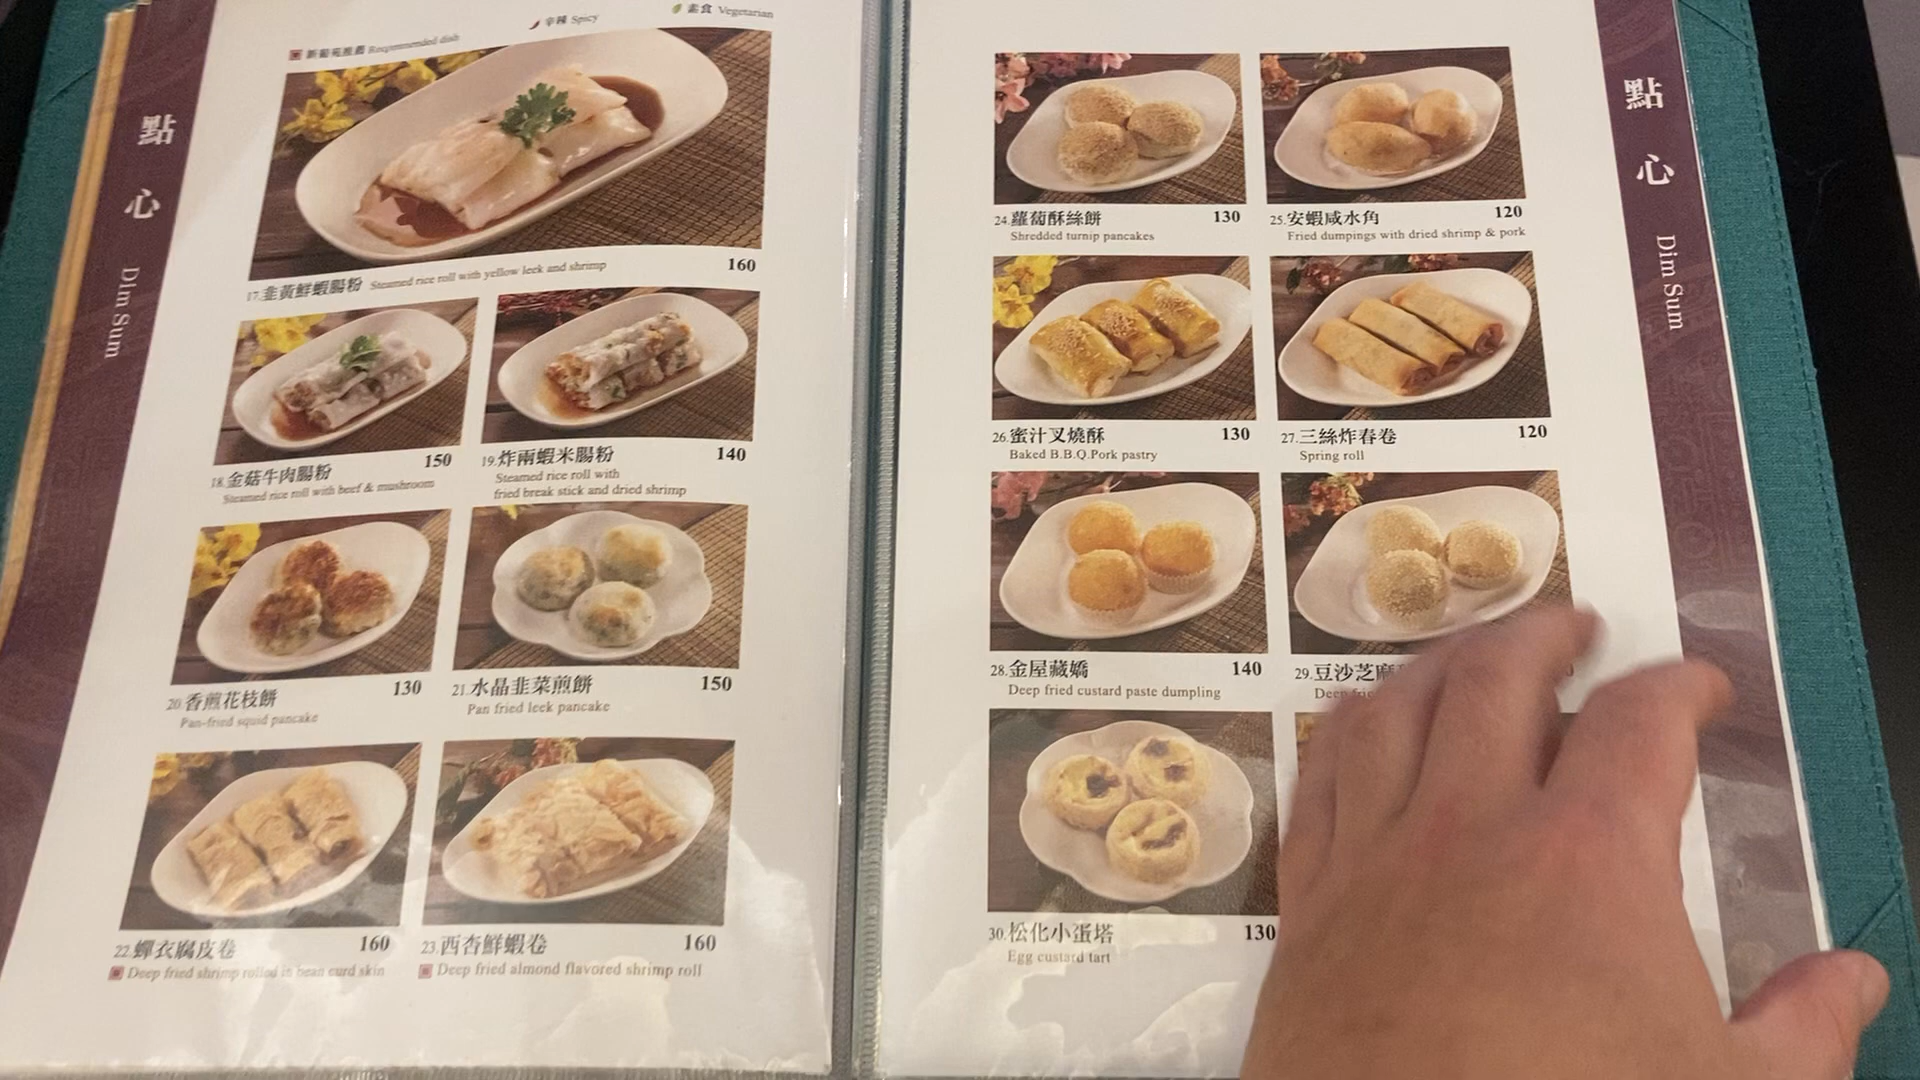 辛辣 Spicy
素食 Vegetarian
新葡苑推薦 Recommended dish
點心
Dim Sum
17.韭黃鮮蝦腸粉 Steamed rice roll with yellow leek and shrimp 160
18.金菇牛肉腸粉 150
Steamed rice roll with beef & mushroom
19.炸兩蝦米腸粉 140
Steamed rice roll with
fried break stick and dried shrimp
20.香煎花枝餅 130
Pan-fried squid pancake
21.水晶韭菜煎餅 150
Pan fried leek pancake
22.蟬衣腐皮卷 160
Deep fried shrimp rolled in bean curd skin
23.西杏鮮蝦卷 160
Deep fried almond flavored shrimp roll
24.蘿蔔酥絲餅 130
Shredded turnip pancakes
25.安蝦咸水角 120
Fried dumpings with dried shrimp & pork
26.蜜汁叉燒酥 130
Baked B.B.Q.Pork pastry
27.三絲炸春卷 120
Spring roll
28.金屋藏嬌 140
Deep fried custard paste dumpling
29.豆沙芝麻
Deep
30.松化小蛋塔 130
Egg custard tart
點心
Dim Sum